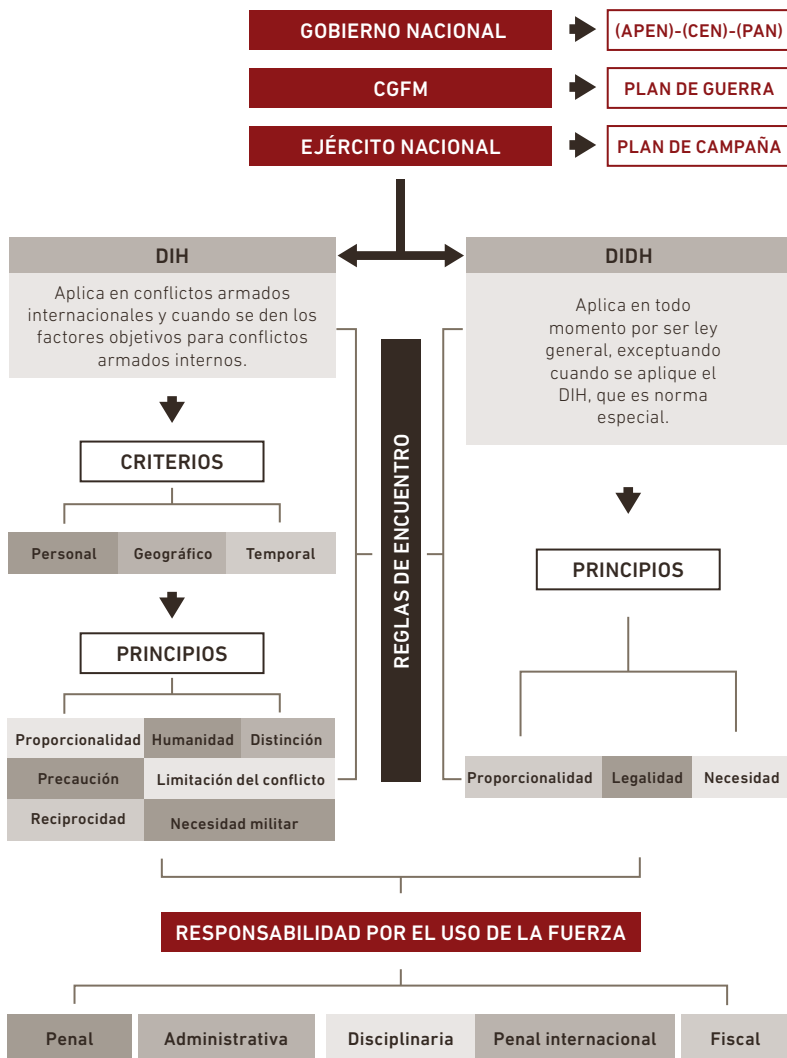 GOBIERNO NACIONAL
(APEN)-(CEN)-(PAN)
CGFM
PLAN DE GUERRA
EJÉRCITO NACIONAL
PLAN DE CAMPAÑA
DIH
Aplica en conflictos armados
internacionales y cuando se den los
factores objetivos para conflictos
armados internos.
CRITERIOS
Personal
Geográfico
Temporal
PRINCIPIOS
Proporcionalidad
Humanidad
Distinción
Precaución
Limitación del conflicto
Reciprocidad
Necesidad militar
REGLAS DE ENCUENTRO
DIDH
Aplica en todo
momento por ser ley
general, exceptuando
cuando se aplique el
DIH, que es norma
especial.
PRINCIPIOS
Proporcionalidad
Legalidad
Necesidad
RESPONSABILIDAD POR EL USO DE LA FUERZA
Penal
Administrativa
Disciplinaria
Penal internacional
Fiscal